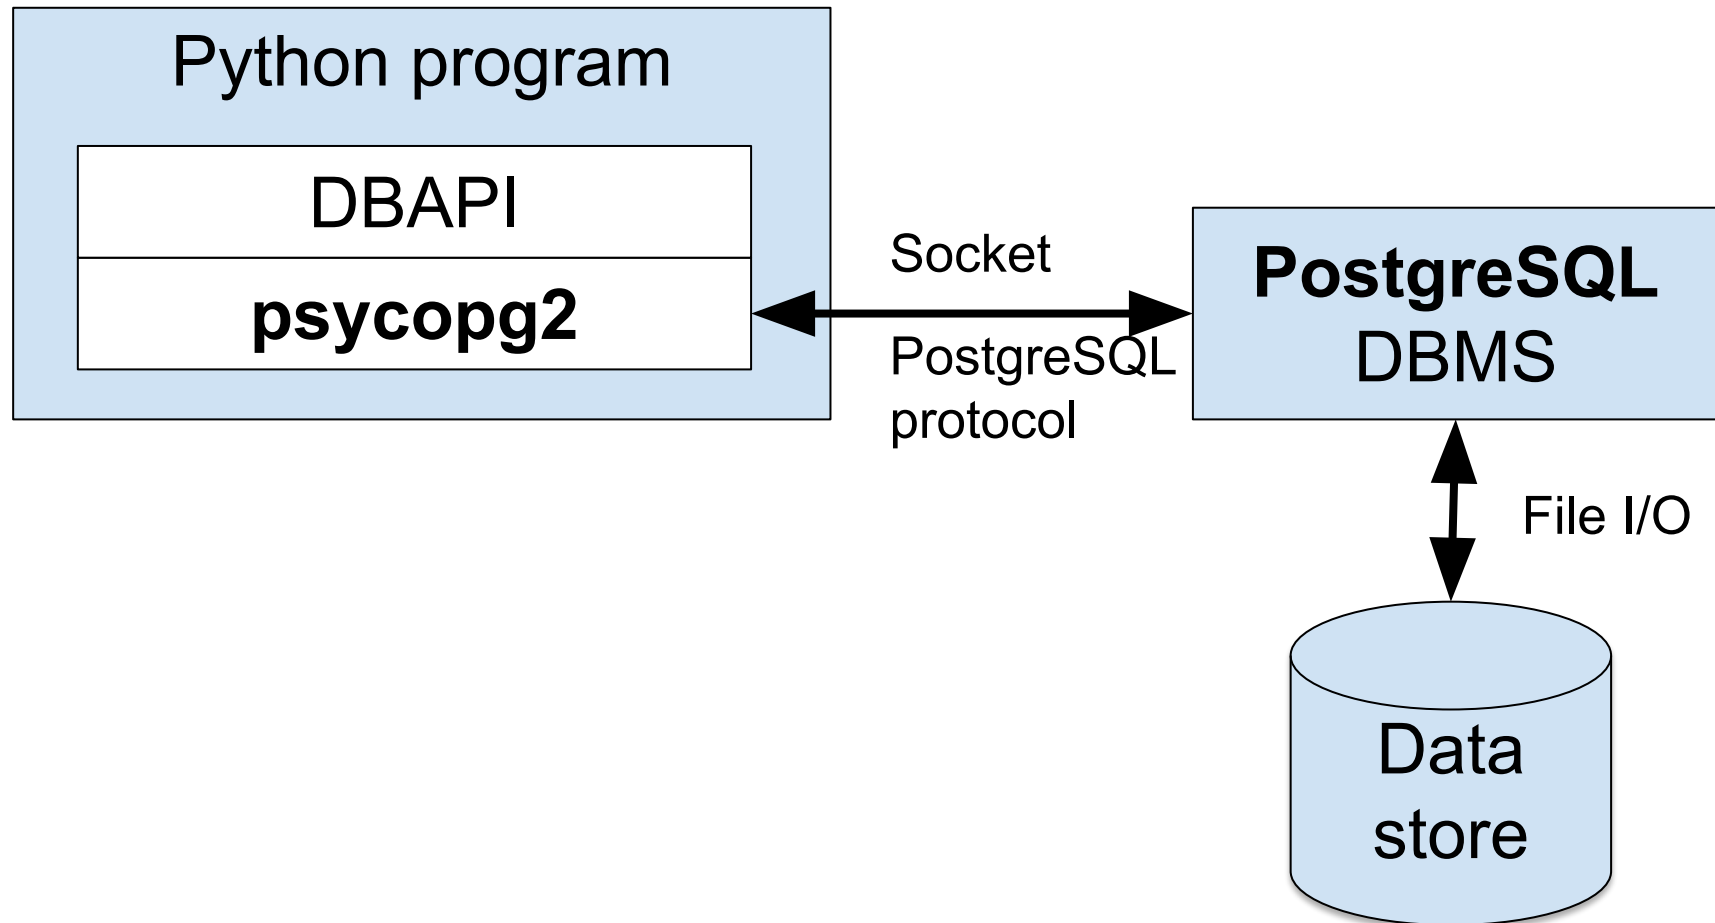 Python program
DBAPI
psycopg2
Socket
PostgreSQL
protocol
PostgreSQL
DBMS
File I/O
Data
store